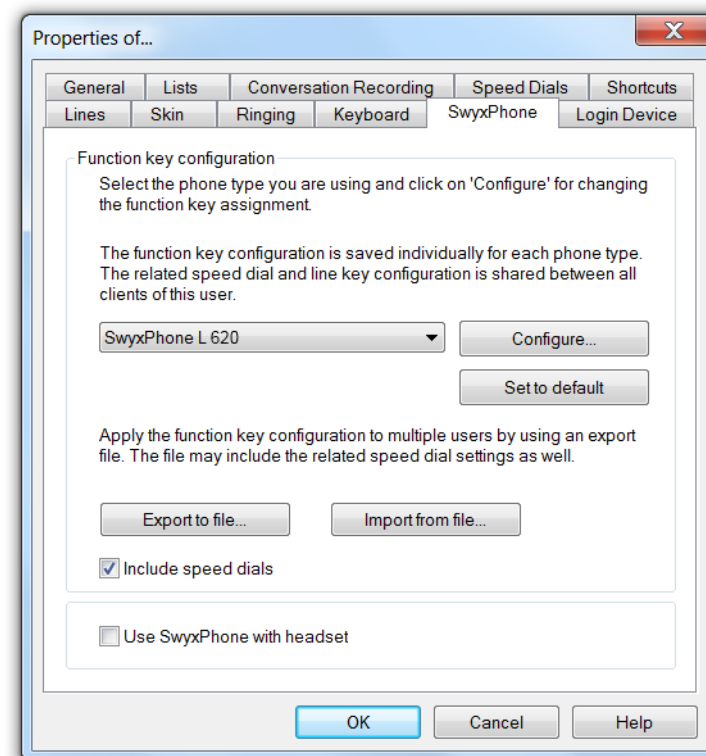 Properties of...
General Lists Conversation Recording Speed Dials Shortcuts
Lines Skin Ringing Keyboard SwyxPhone Login Device
Function key configuration
Select the phone type you are using and click on 'Configure' for changing
the function key assignment.
The function key configuration is saved individually for each phone type.
The related speed dial and line key configuration is shared between all
clients of this user.
SwyxPhone L 620 Configure...
Set to default
Apply the function key configuration to multiple users by using an export
file. The file may include the related speed dial settings as well.
Export to file... Import from file...
Include speed dials
Use SwyxPhone with headset
OK Cancel Help